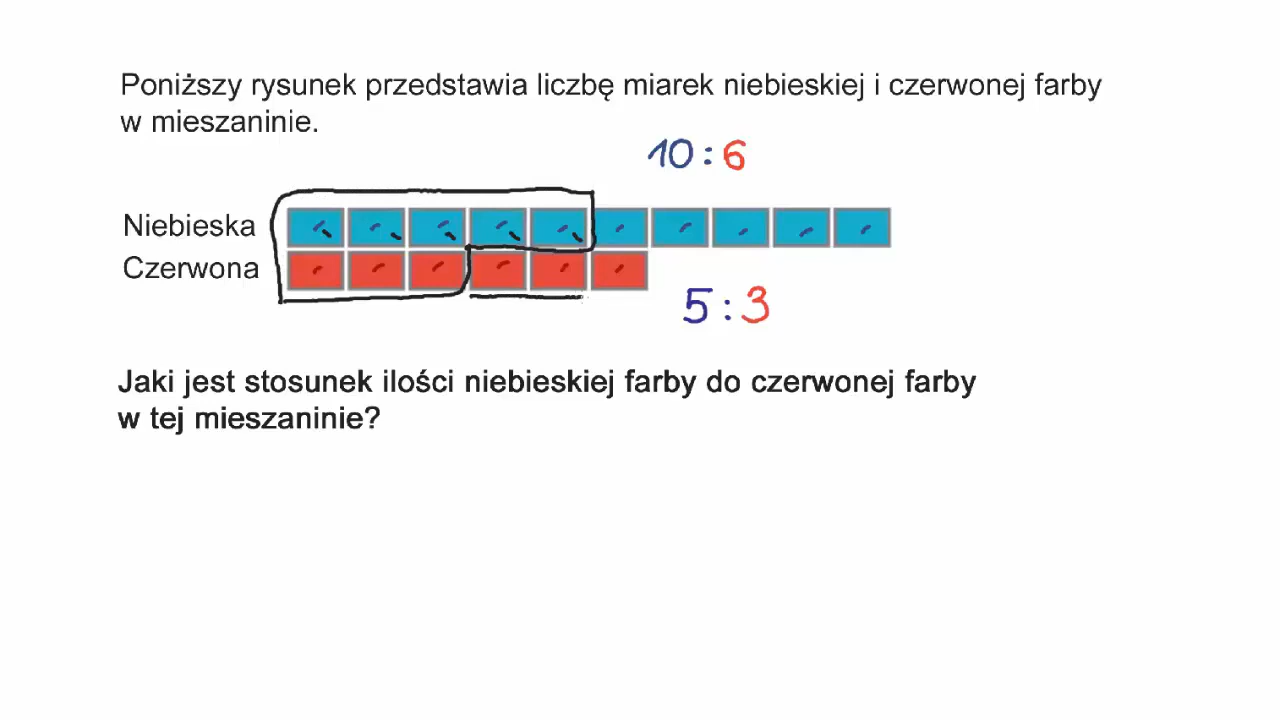 Poniższy rysunek przedstawia liczbę miarek niebieskiej i czerwonej farby
w mieszaninie.
10 : 6
Niebieska
Czerwona
5 : 3
Jaki jest stosunek ilości niebieskiej farby do czerwonej farby
w tej mieszaninie?